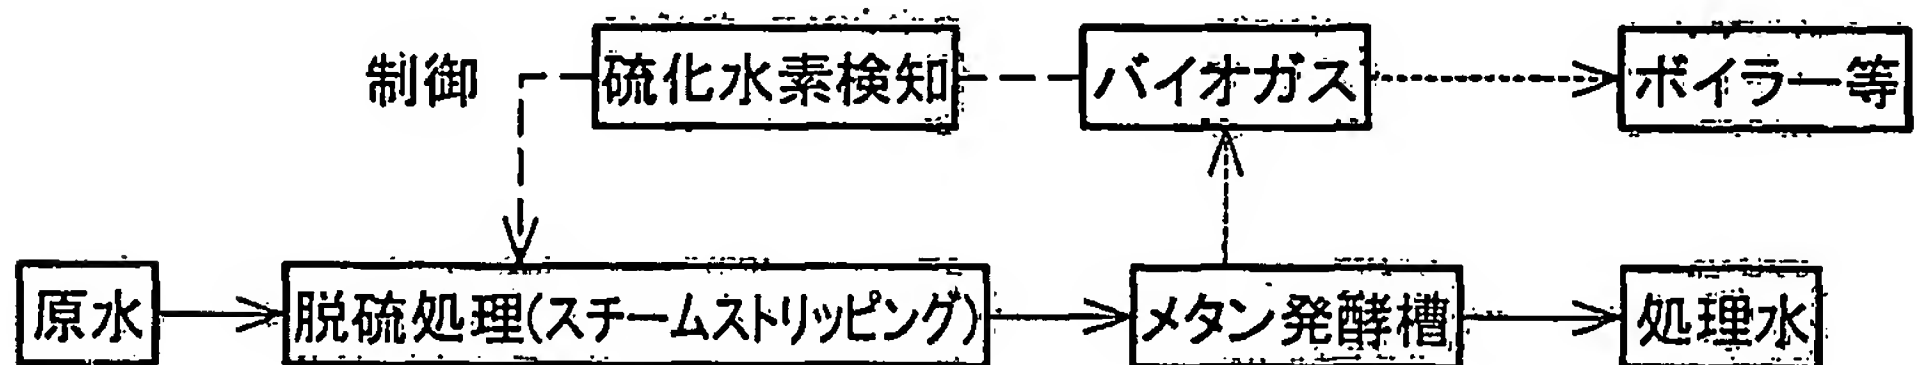 制御 硫化水素検知 バイオガス ボイラー等
原水 脱硫処理(スチームストリッピング) メタン発酵槽 処理水